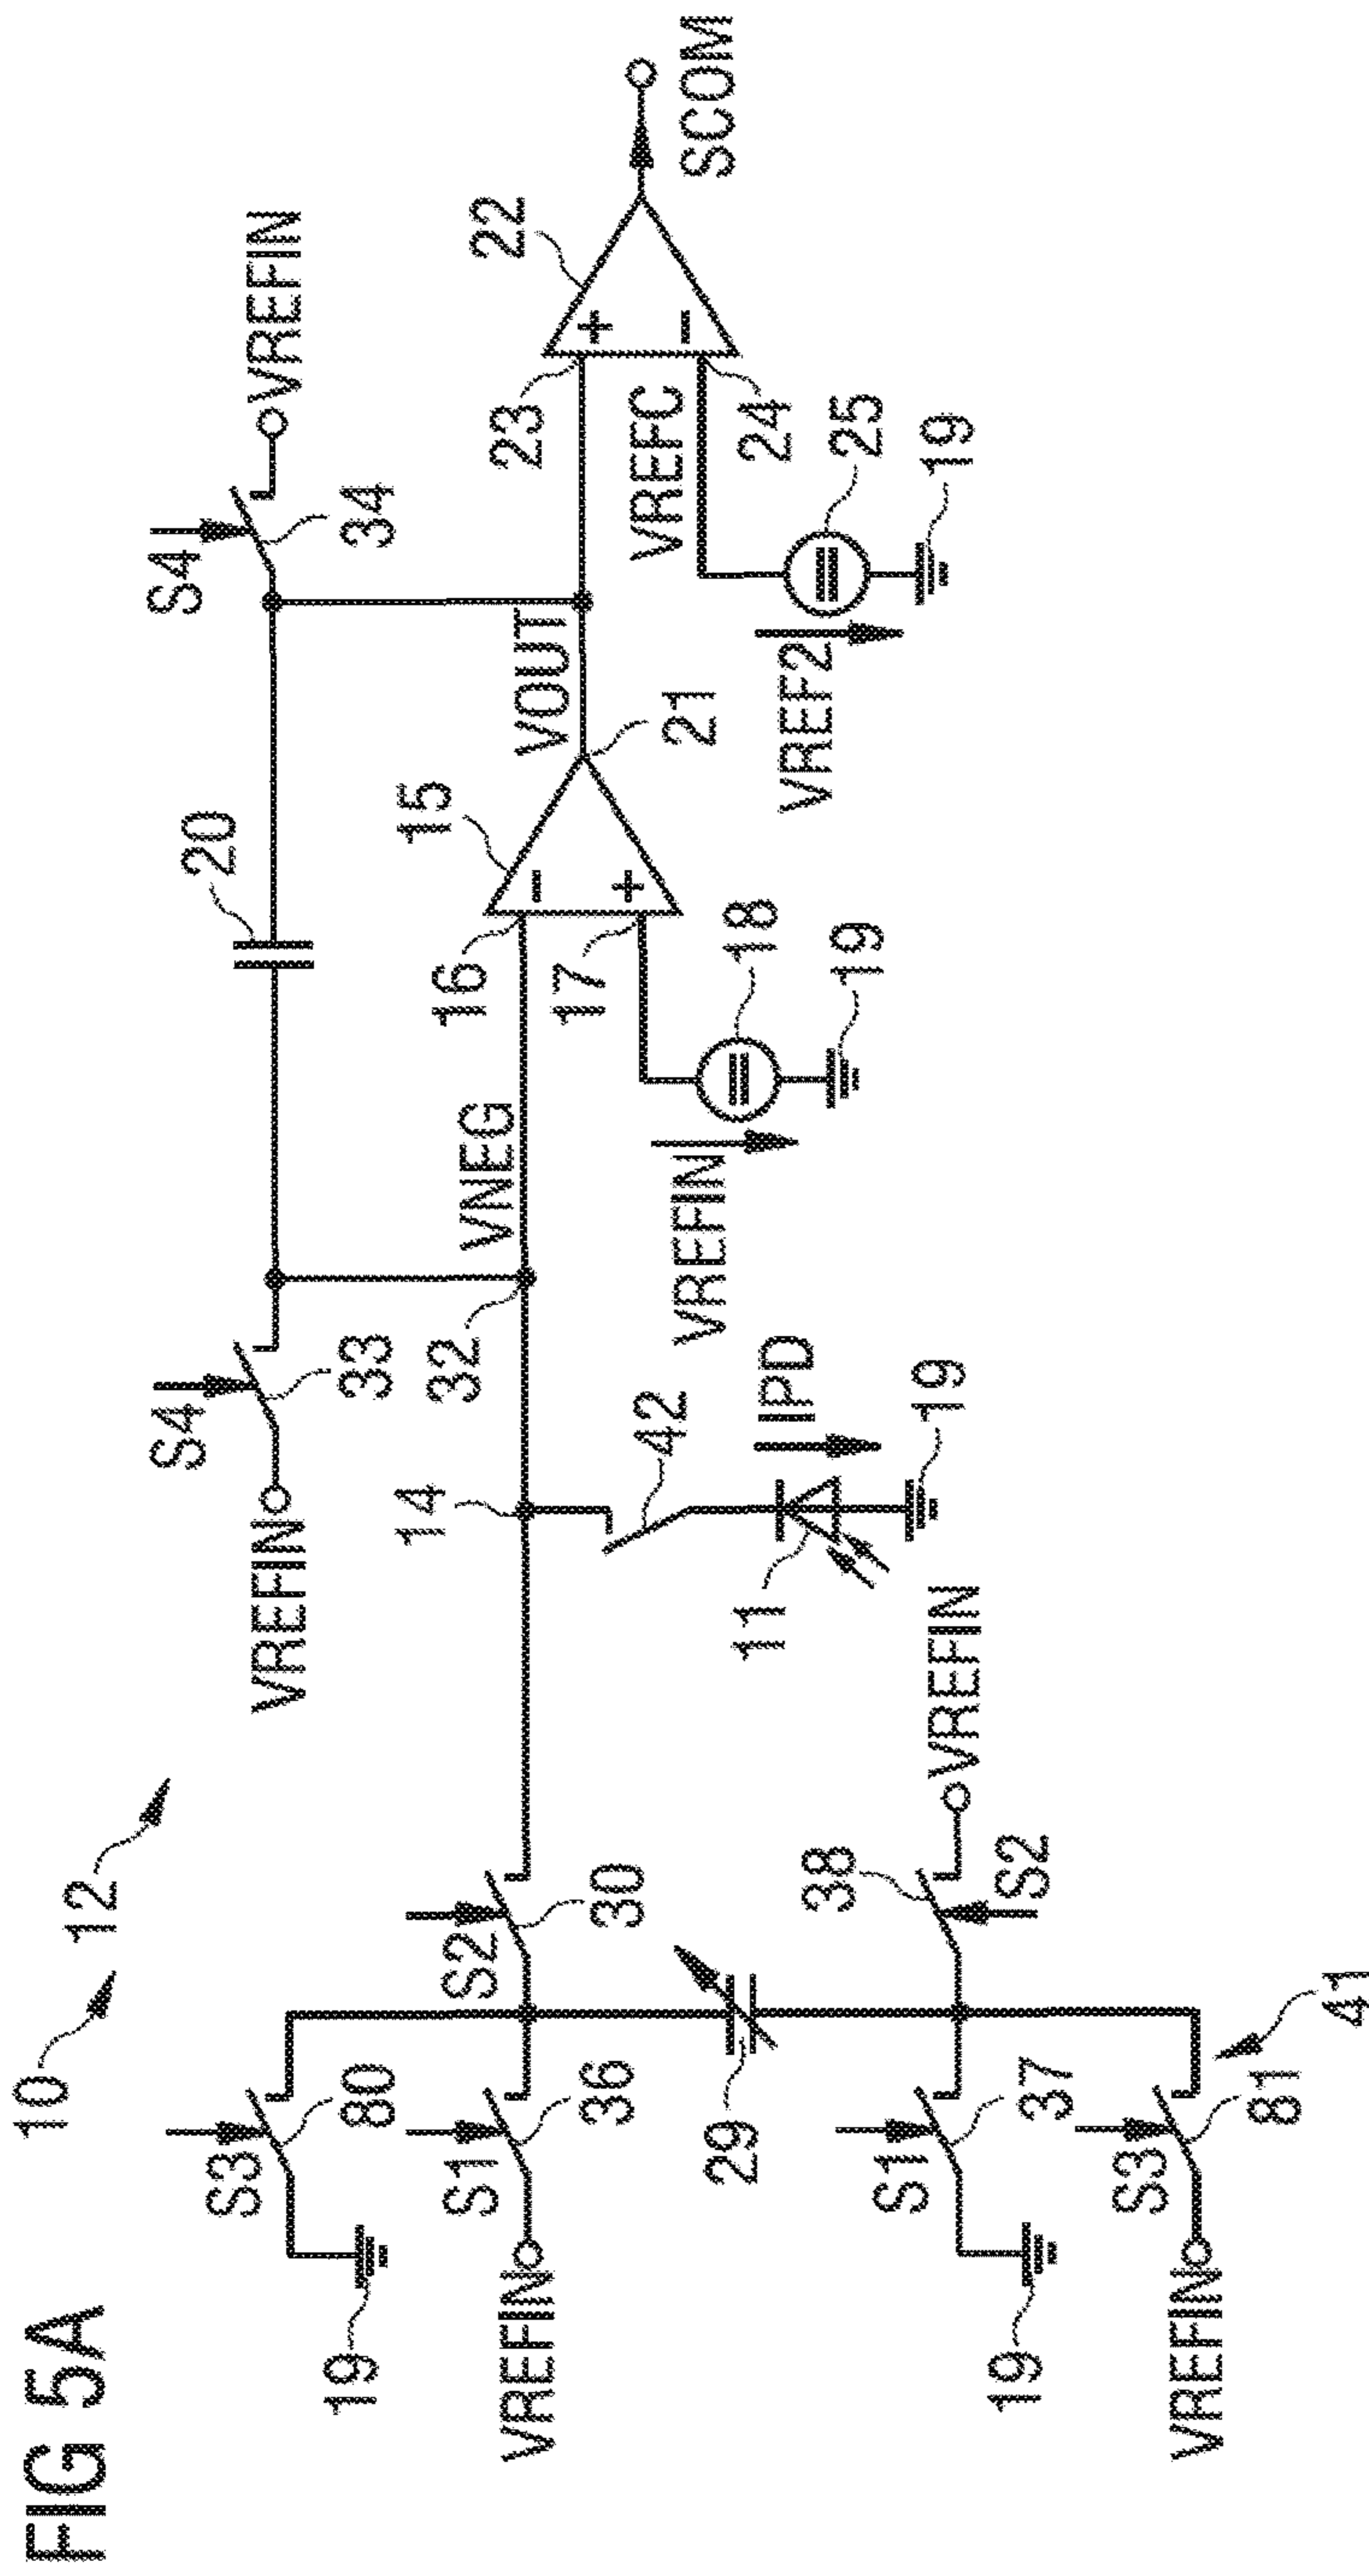 FIG 5A
10
12
S4
33
VREFIN
20
S4
34
VREFIN
S3
80
19
S1
36
VREFIN
S2
30
14
32
VNEG
16
15
17
VOUT
21
23
22
SCOM
VREFC
24
25
VREF2
19
18
VREFIN
19
42
IPD
11
19
29
S1
37
19
38
S2
VREFIN
S3
81
VREFIN
41
+
−
−
+